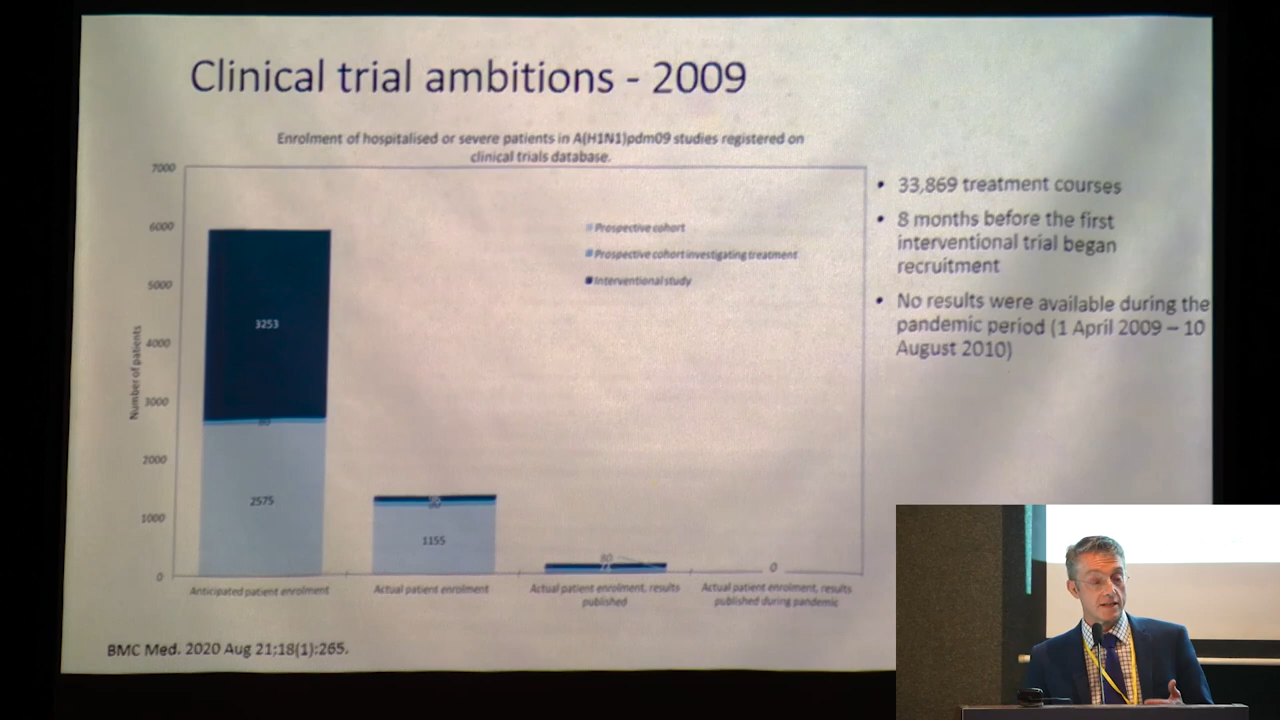 Clinical trial ambitions - 2009
Enrolment of hospitalised or severe patients in A(H1N1)pdm09 studies registered on
clinical trials database.
7000
6000
5000
4000
3000
2000
1000
0
Number of patients
Prospective cohort
Prospective cohort investigating treatment
Interventional study
3253
80
2575
1155
80
0
Anticipated patient enrolment
Actual patient enrolment
Actual patient enrolment, results
published
Actual patient enrolment, results
published during pandemic
• 33,869 treatment courses
• 8 months before the first
interventional trial began
recruitment
• No results were available during the
pandemic period (1 April 2009 – 10
August 2010)
BMC Med. 2020 Aug 21;18(1):265.